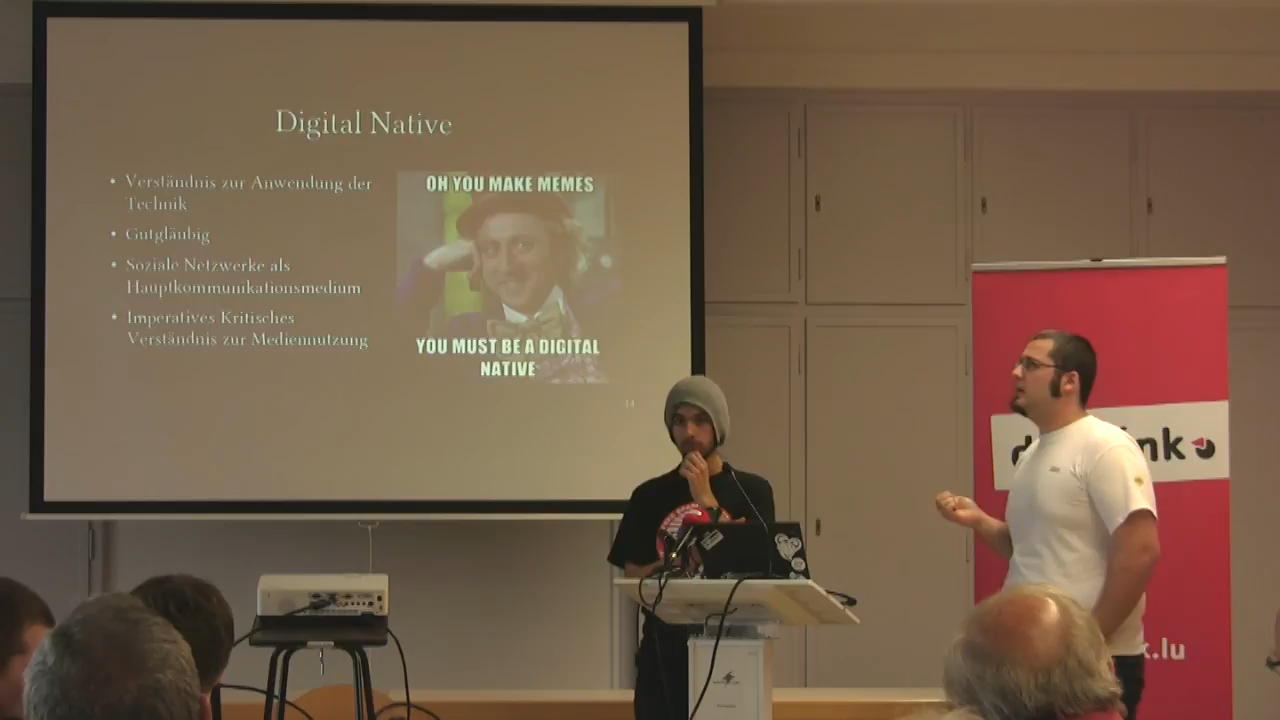 Digital Native
• Verständnis zur Anwendung der
Technik
• Gutgläubig
• Soziale Netzwerke als
Hauptkommunikationsmedium
• Imperatives Kritisches
Verständnis zur Mediennutzung
OH YOU MAKE MEMES
YOU MUST BE A DIGITAL
NATIVE
14
nk
k.lu